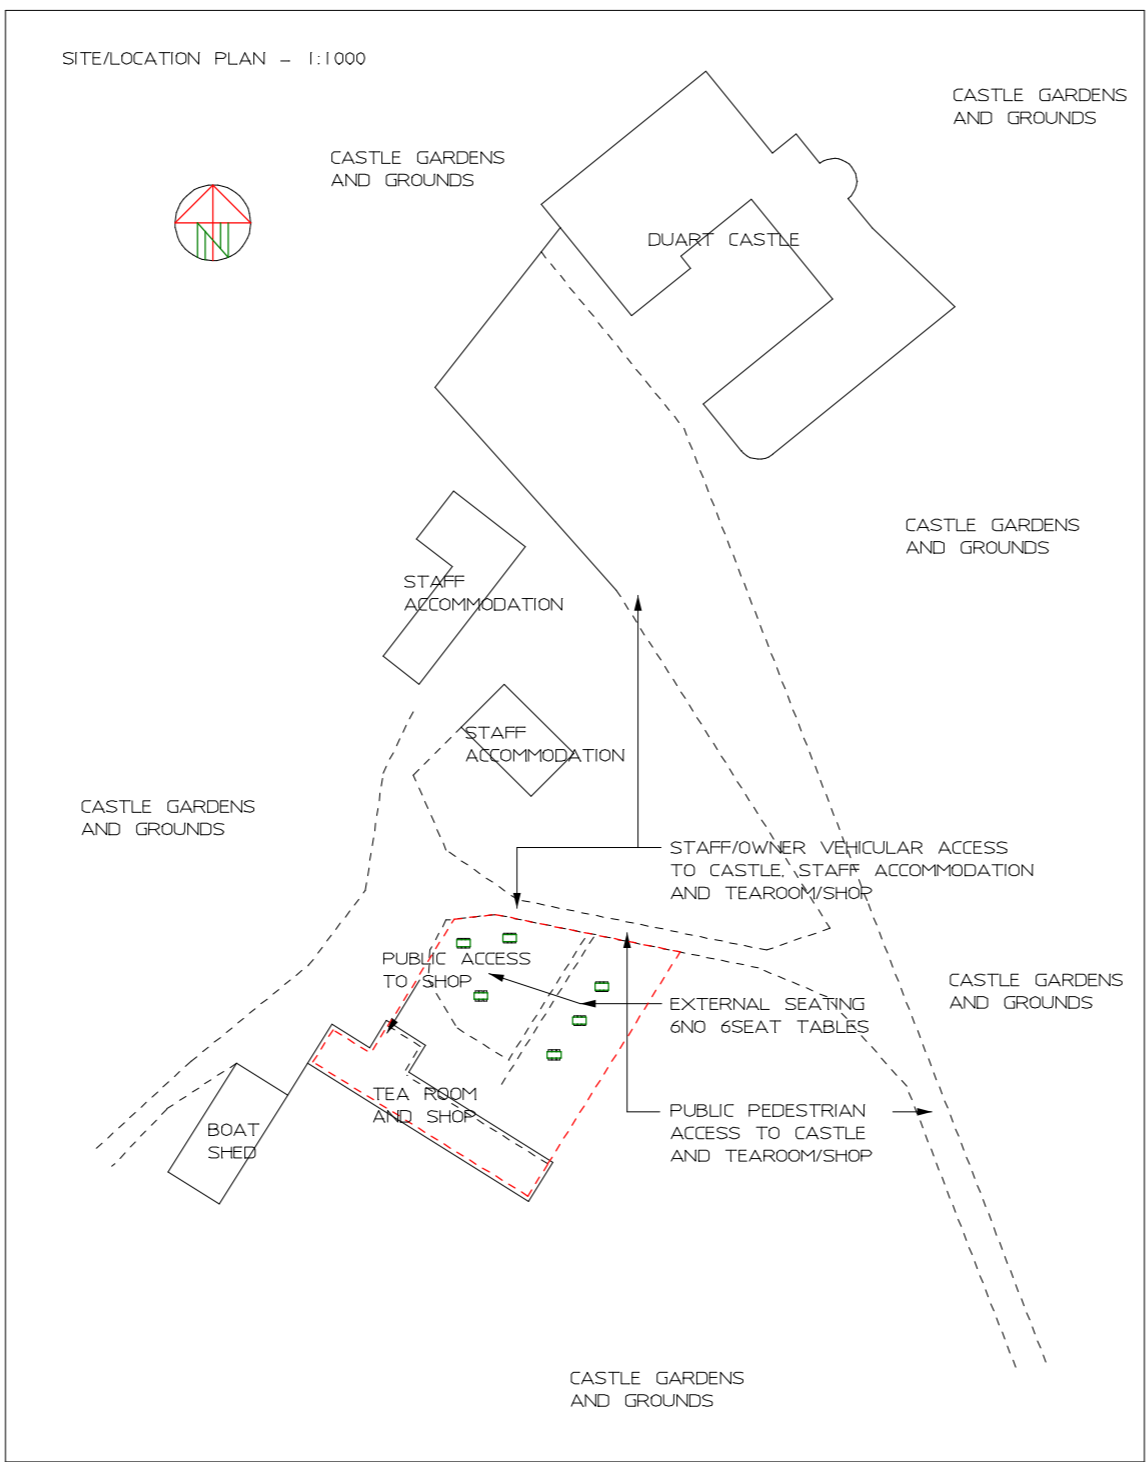 SITE/LOCATION PLAN - 1:1000
CASTLE GARDENS
AND GROUNDS
CASTLE GARDENS
AND GROUNDS
N
DUART CASTLE
CASTLE GARDENS
AND GROUNDS
STAFF
ACCOMMODATION
STAFF
ACCOMMODATION
CASTLE GARDENS
AND GROUNDS
STAFF/OWNER VEHICULAR ACCESS
TO CASTLE, STAFF ACCOMMODATION
AND TEAROOM/SHOP
PUBLIC ACCESS
TO SHOP
CASTLE GARDENS
AND GROUNDS
EXTERNAL SEATING
6NO 6SEAT TABLES
TEA ROOM
AND SHOP
PUBLIC PEDESTRIAN
ACCESS TO CASTLE
AND TEAROOM/SHOP
BOAT
SHED
CASTLE GARDENS
AND GROUNDS